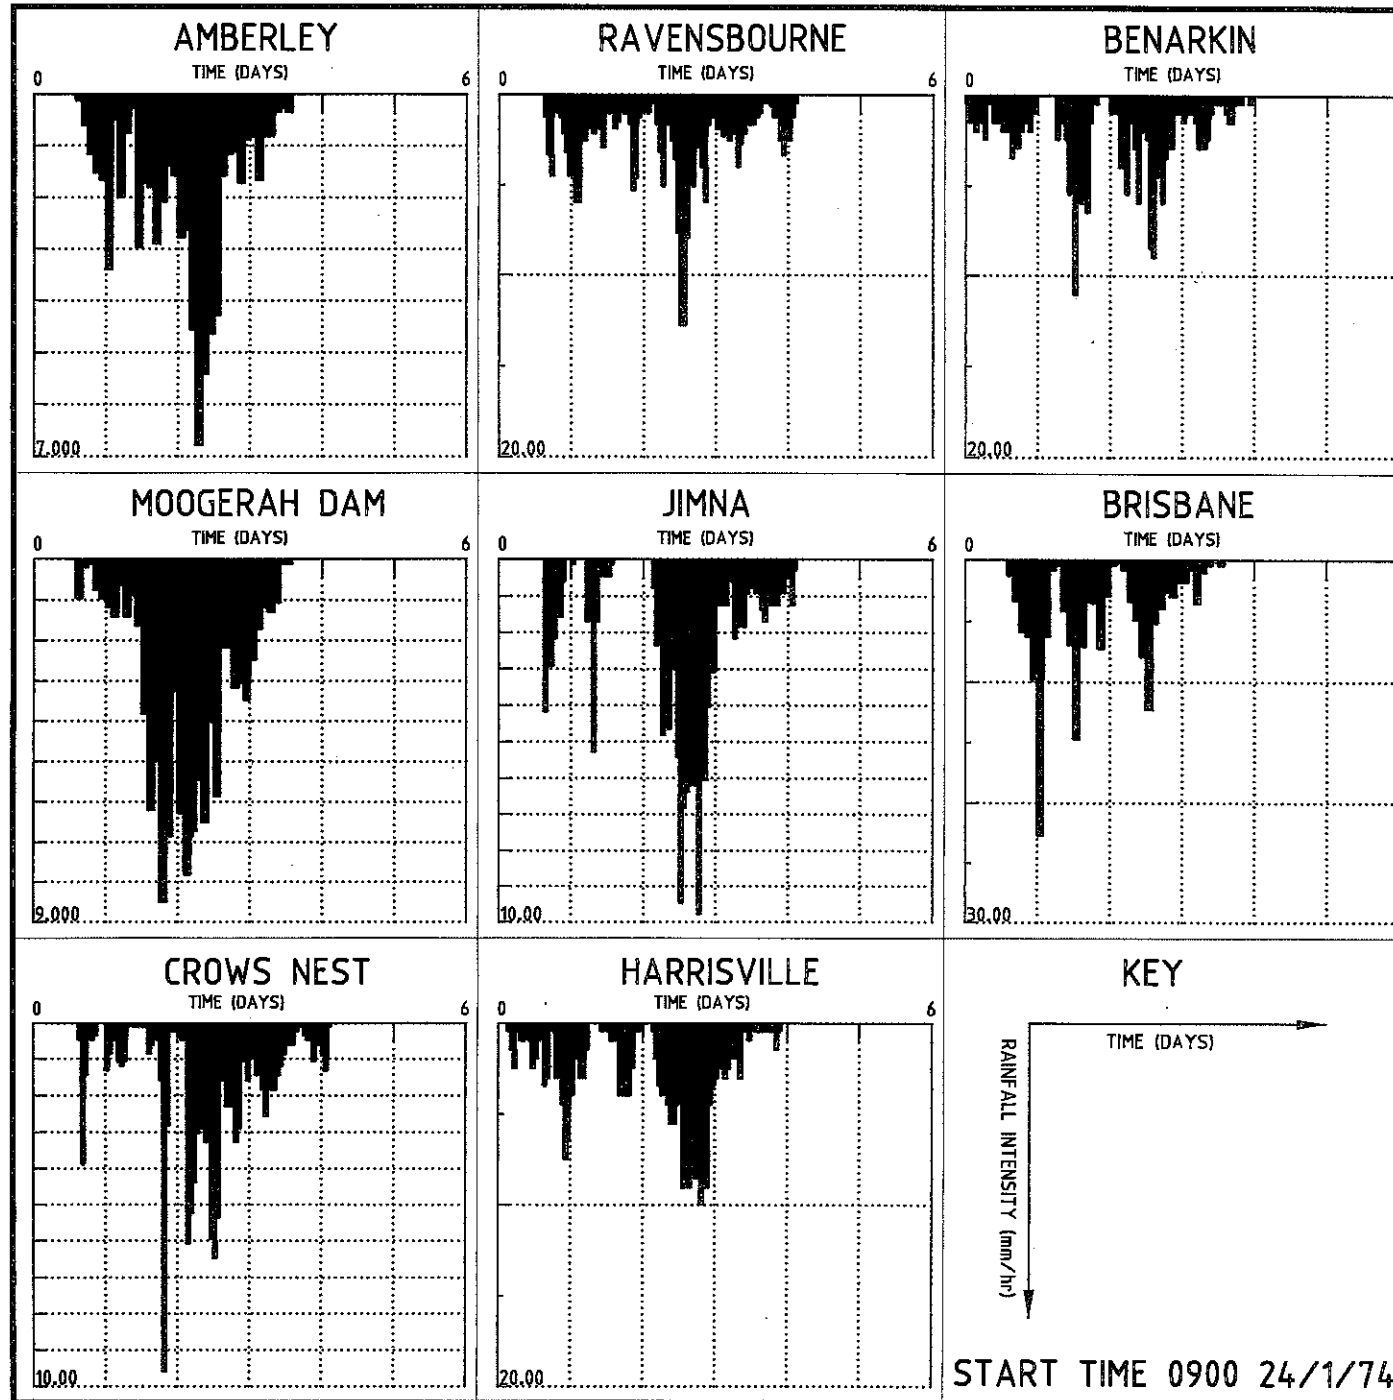 AMBERLEY
TIME (DAYS)
0 6
7.000
RAVENSBOURNE
TIME (DAYS)
0 6
20.00
BENARKIN
TIME (DAYS)
0
20.00
MOOGERAH DAM
TIME (DAYS)
0 6
9.000
JIMNA
TIME (DAYS)
0 6
10.00
BRISBANE
TIME (DAYS)
0
30.00
CROWS NEST
TIME (DAYS)
0 6
10.00
HARRISVILLE
TIME (DAYS)
0 6
20.00
KEY
TIME (DAYS)
RAINFALL INTENSITY (mm/hr)
START TIME 0900 24/1/74